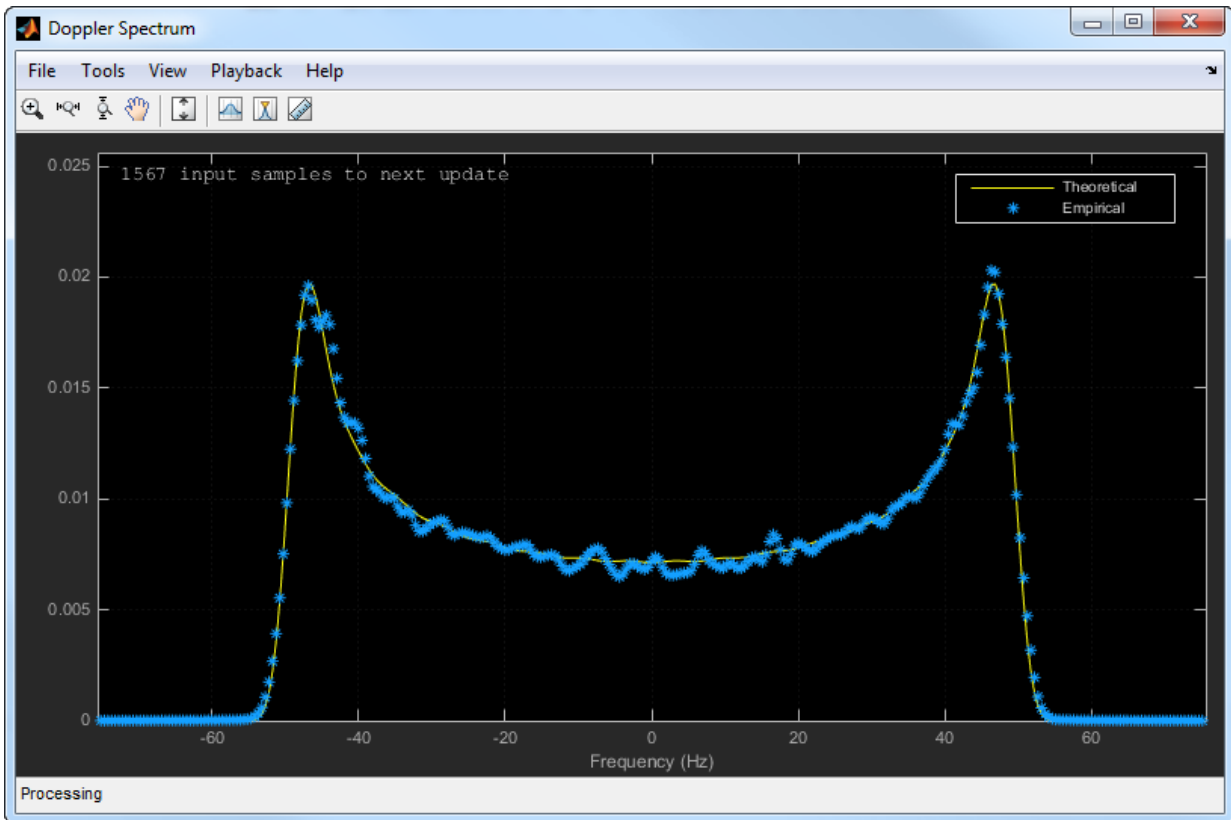 Doppler Spectrum
File Tools View Playback Help
0.025
1567 input samples to next update
Theoretical
Empirical
0.02
0.015
0.01
0.005
0
-60 -40 -20 0 20 40 60
Frequency (Hz)
Processing